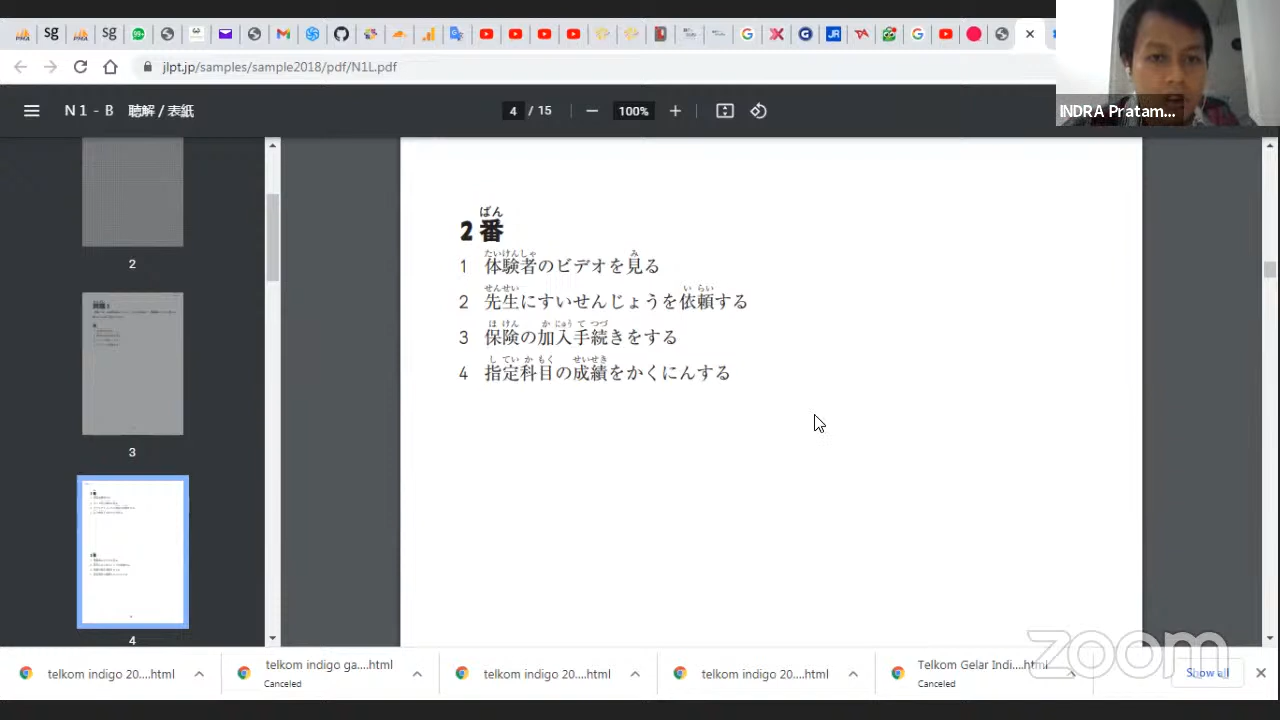 jlpt.jp/samples/sample2018/pdf/N1L.pdf
INDRA Pratam...
N1-B 聴解/表紙
4 / 15
100%
2
3
4
ばん
2番
たいけんしゃ み
1 体験者のビデオを見る
せんせい い らい
2 先生にすいせんじょうを依頼する
ほ けん か にゅう て つづ
3 保険の加入手続きをする
し てい か もく せいせき
4 指定科目の成績をかくにんする
zoom
telkom indigo 20....html
telkom indigo ga....html
Canceled
telkom indigo 20....html
telkom indigo 20....html
Telkom Gelar Indi....html
Canceled
Show all